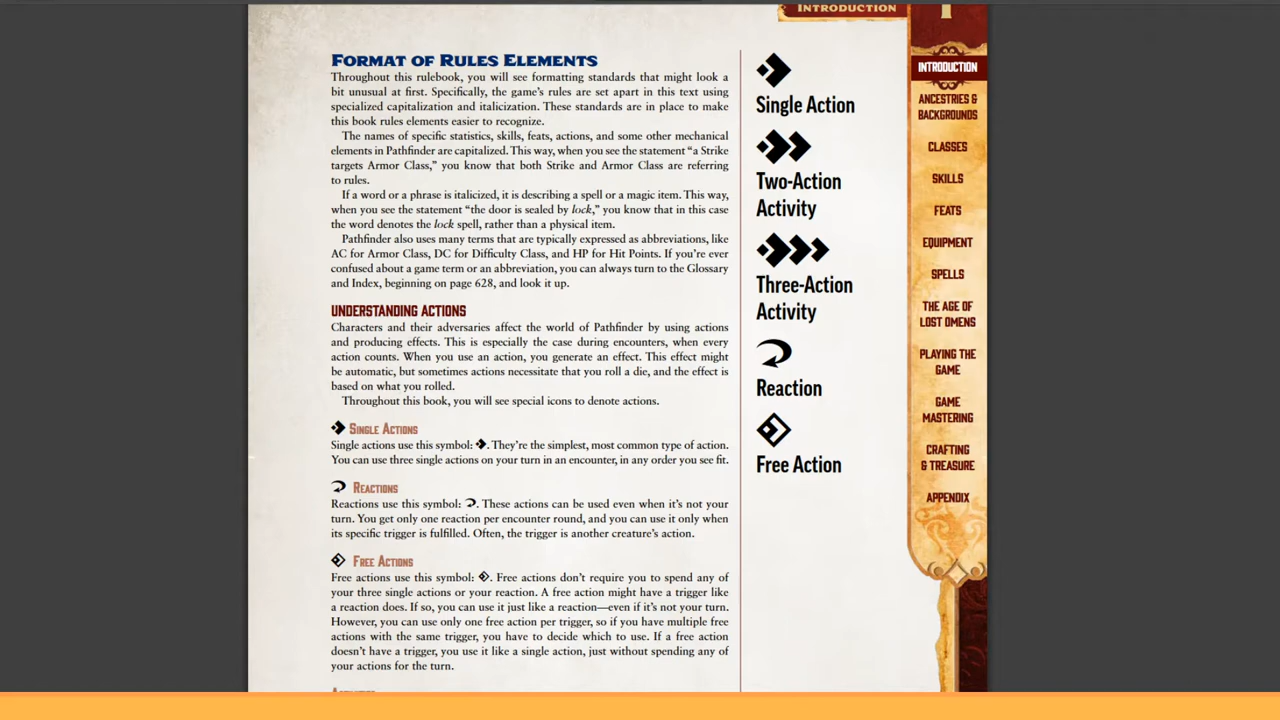 INTRODUCTION
FORMAT OF RULES ELEMENTS
Throughout this rulebook, you will see formatting standards that might look a
bit unusual at first. Specifically, the game's rules are set apart in this text using
specialized capitalization and italicization. These standards are in place to make
this book rules elements easier to recognize.
The names of specific statistics, skills, feats, actions, and some other mechanical
elements in Pathfinder are capitalized. This way, when you see the statement “a Strike
targets Armor Class,” you know that both Strike and Armor Class are referring
to rules.
If a word or a phrase is italicized, it is describing a spell or a magic item. This way,
when you see the statement “the door is sealed by lock,” you know that in this case
the word denotes the lock spell, rather than a physical item.
Pathfinder also uses many terms that are typically expressed as abbreviations, like
AC for Armor Class, DC for Difficulty Class, and HP for Hit Points. If you're ever
confused about a game term or an abbreviation, you can always turn to the Glossary
and Index, beginning on page 628, and look it up.
UNDERSTANDING ACTIONS
Characters and their adversaries affect the world of Pathfinder by using actions
and producing effects. This is especially the case during encounters, when every
action counts. When you use an action, you generate an effect. This effect might
be automatic, but sometimes actions necessitate that you roll a die, and the effect is
based on what you rolled.
Throughout this book, you will see special icons to denote actions.
SINGLE ACTIONS
Single actions use this symbol: . They're the simplest, most common type of action.
You can use three single actions on your turn in an encounter, in any order you see fit.
REACTIONS
Reactions use this symbol: . These actions can be used even when it's not your
turn. You get only one reaction per encounter round, and you can use it only when
its specific trigger is fulfilled. Often, the trigger is another creature's action.
FREE ACTIONS
Free actions use this symbol: . Free actions don't require you to spend any of
your three single actions or your reaction. A free action might have a trigger like
a reaction does. If so, you can use it just like a reaction—even if it's not your turn.
However, you can use only one free action per trigger, so if you have multiple free
actions with the same trigger, you have to decide which to use. If a free action
doesn't have a trigger, you use it like a single action, just without spending any of
your actions for the turn.
Single Action
Two-Action
Activity
Three-Action
Activity
Reaction
Free Action
INTRODUCTION
ANCESTRIES &
BACKGROUNDS
CLASSES
SKILLS
FEATS
EQUIPMENT
SPELLS
THE AGE OF
LOST OMENS
PLAYING THE
GAME
GAME
MASTERING
CRAFTING
& TREASURE
APPENDIX